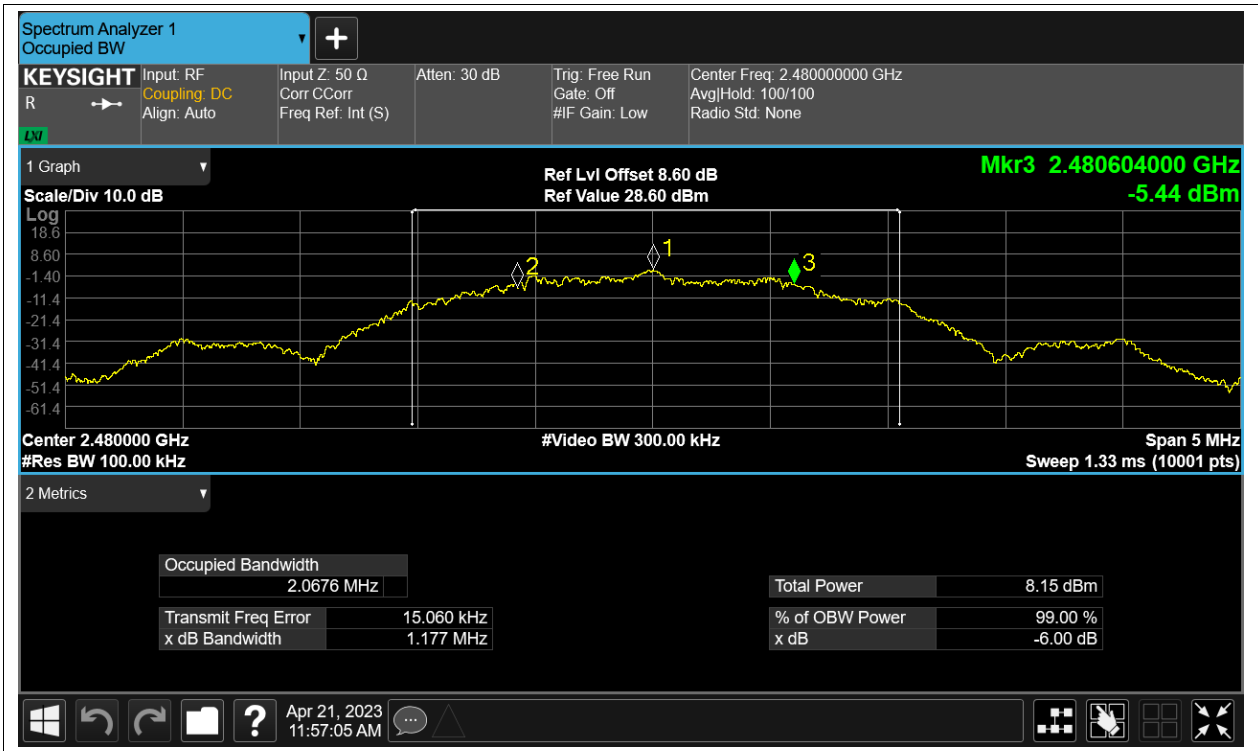 Spectrum Analyzer 1
Occupied BW
KEYSIGHT
R
LXI
Input: RF
Coupling: DC
Align: Auto
Input Z: 50 Ω
Corr CCorr
Freq Ref: Int (S)
Atten: 30 dB
Trig: Free Run
Gate: Off
#IF Gain: Low
Center Freq: 2.480000000 GHz
Avg|Hold: 100/100
Radio Std: None
1 Graph
Scale/Div 10.0 dB
Ref Lvl Offset 8.60 dB
Ref Value 28.60 dBm
Mkr3 2.480604000 GHz
-5.44 dBm
Log
18.6
8.60
-1.40
-11.4
-21.4
-31.4
-41.4
-51.4
-61.4
2
1
3
Center 2.480000 GHz
#Res BW 100.00 kHz
#Video BW 300.00 kHz
Span 5 MHz
Sweep 1.33 ms (10001 pts)
2 Metrics
Occupied Bandwidth
2.0676 MHz
Transmit Freq Error 15.060 kHz
x dB Bandwidth 1.177 MHz
Total Power 8.15 dBm
% of OBW Power 99.00 %
x dB -6.00 dB
?
Apr 21, 2023
11:57:05 AM